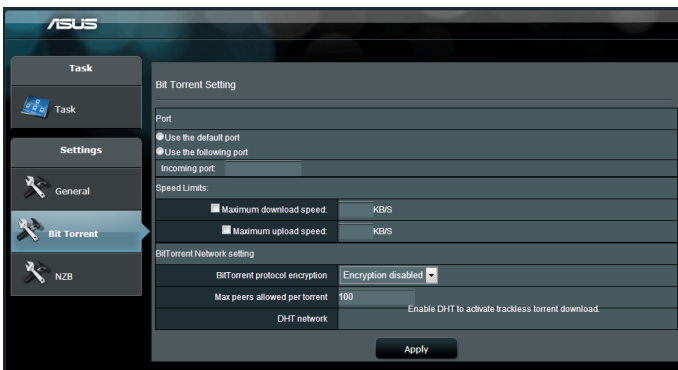 ASUS
Task
Task
Settings
General
Bit Torrent
NZB
Bit Torrent Setting
Port
Use the default port
Use the following port
Incoming port:
Speed Limits:
Maximum download speed: KB/S
Maximum upload speed: KB/S
BitTorrent Network setting
BitTorrent protocol encryption Encryption disabled
Max peers allowed per torrent 100
DHT network Enable DHT to activate trackless torrent download.
Apply